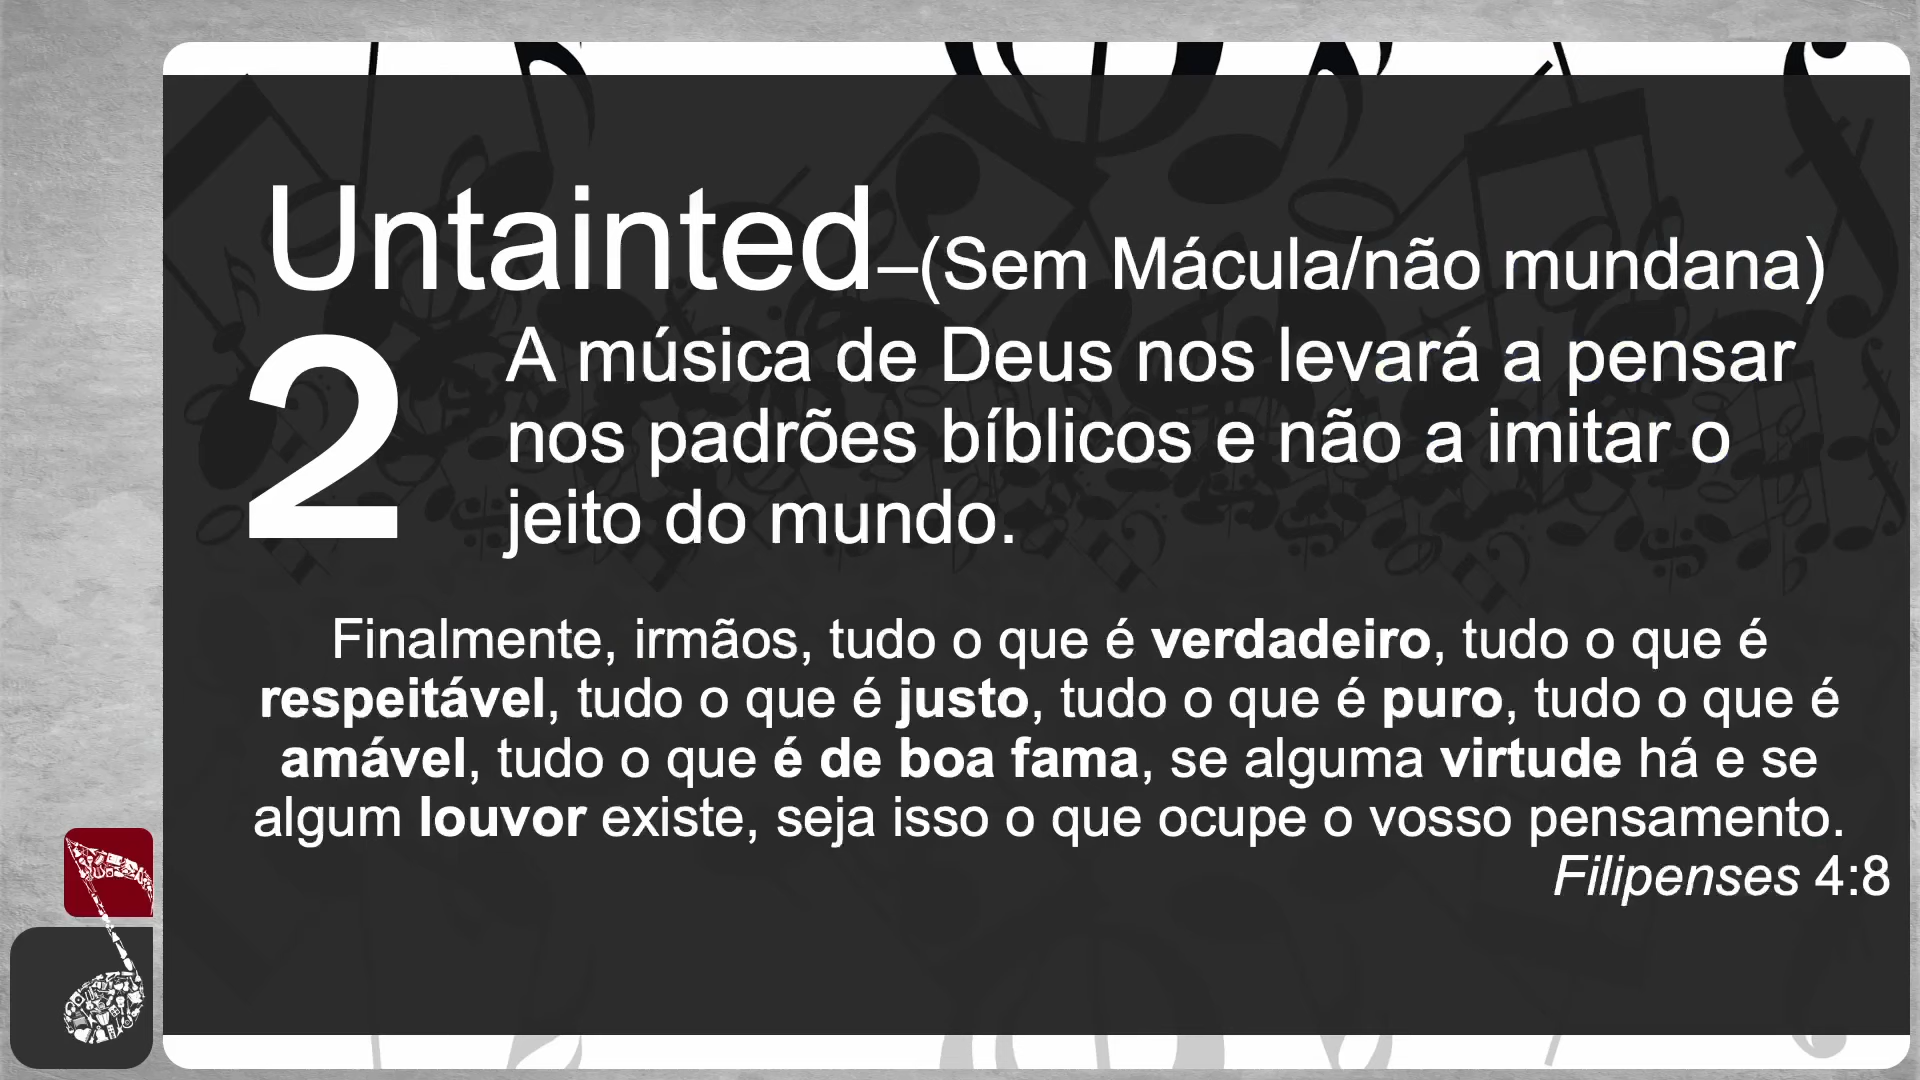 Untainted–(Sem Mácula/não mundana)
2
A música de Deus nos levará a pensar
nos padrões bíblicos e não a imitar o
jeito do mundo.
Finalmente, irmãos, tudo o que é verdadeiro, tudo o que é
respeitável, tudo o que é justo, tudo o que é puro, tudo o que é
amável, tudo o que é de boa fama, se alguma virtude há e se
algum louvor existe, seja isso o que ocupe o vosso pensamento.
Filipenses 4:8